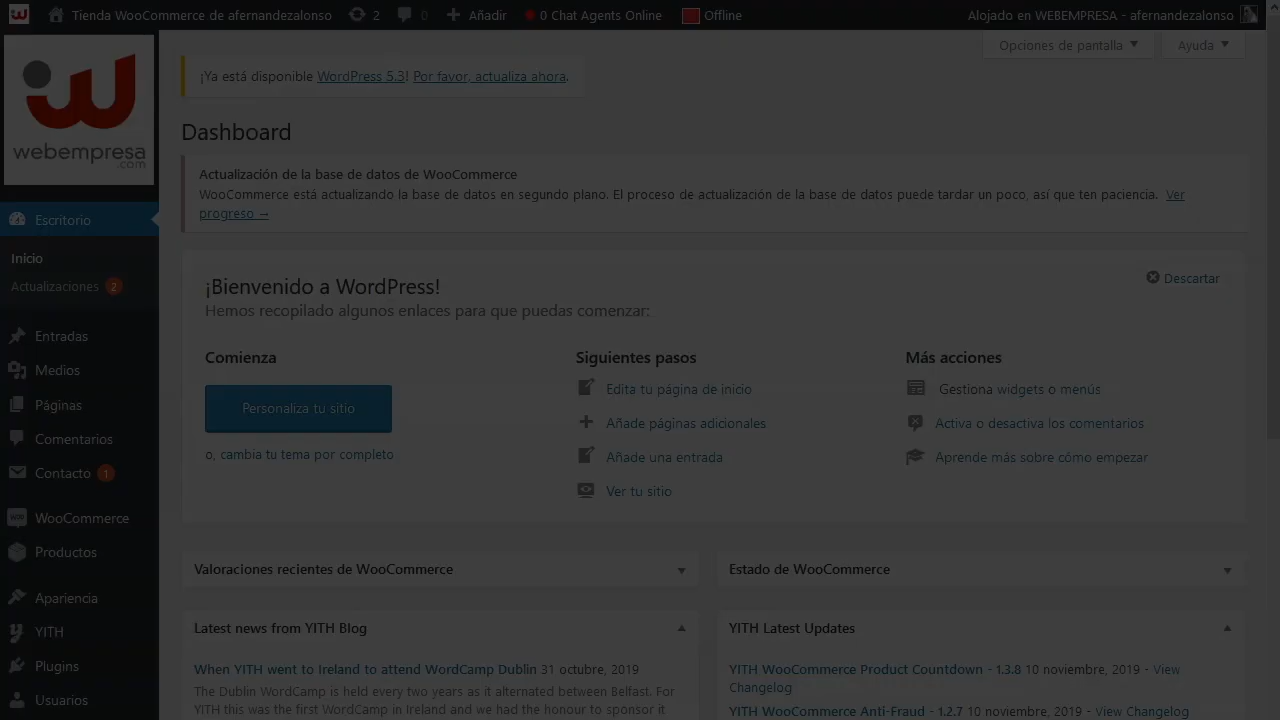 Tienda WooCommerce de afernandezalonso 2 0 Añadir 0 Chat Agents Online Offline Alojado en WEBEMPRESA - afernandezalonso
Opciones de pantalla Ayuda
¡Ya está disponible WordPress 5.3! Por favor, actualiza ahora.
webempresa
.com
Dashboard
Actualización de la base de datos de WooCommerce
WooCommerce está actualizando la base de datos en segundo plano. El proceso de actualización de la base de datos puede tardar un poco, así que ten paciencia. Ver
progreso →
Escritorio
Inicio
Actualizaciones 2
Entradas
Medios
Páginas
Comentarios
Contacto 1
WooCommerce
Productos
Apariencia
YITH
Plugins
Usuarios
¡Bienvenido a WordPress!
Descartar
Hemos recopilado algunos enlaces para que puedas comenzar:
Comienza
Personaliza tu sitio
o, cambia tu tema por completo
Siguientes pasos
Edita tu página de inicio
Añade páginas adicionales
Añade una entrada
Ver tu sitio
Más acciones
Gestiona widgets o menús
Activa o desactiva los comentarios
Aprende más sobre cómo empezar
Valoraciones recientes de WooCommerce
Estado de WooCommerce
Latest news from YITH Blog
When YITH went to Ireland to attend WordCamp Dublin 31 octubre, 2019
The Dublin WordCamp is held every two years as it alternated between Belfast. For
YITH this was the first WordCamp in Ireland and we had the honour to sponsor it
YITH Latest Updates
YITH WooCommerce Product Countdown - 1.3.8 10 noviembre, 2019 - View
Changelog
YITH WooCommerce Anti-Fraud - 1.2.7 10 noviembre, 2019 - View Changelog